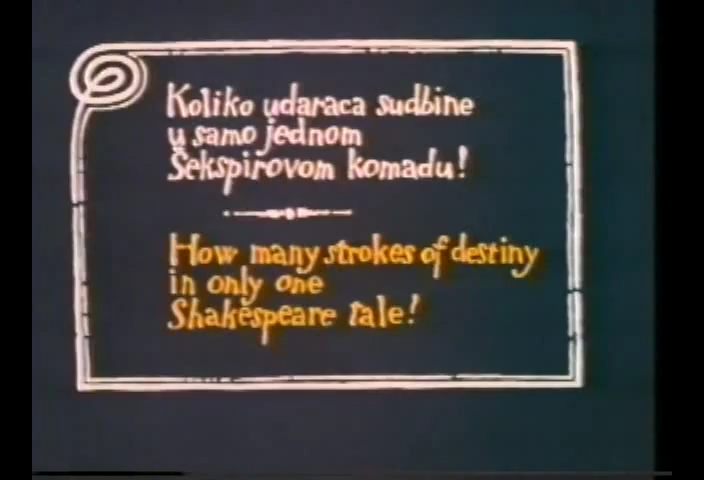 Koliko udaraca sudbine
u samo jednom
Šekspirovom komadu!
How many strokes of destiny
in only one
Shakespeare tale!